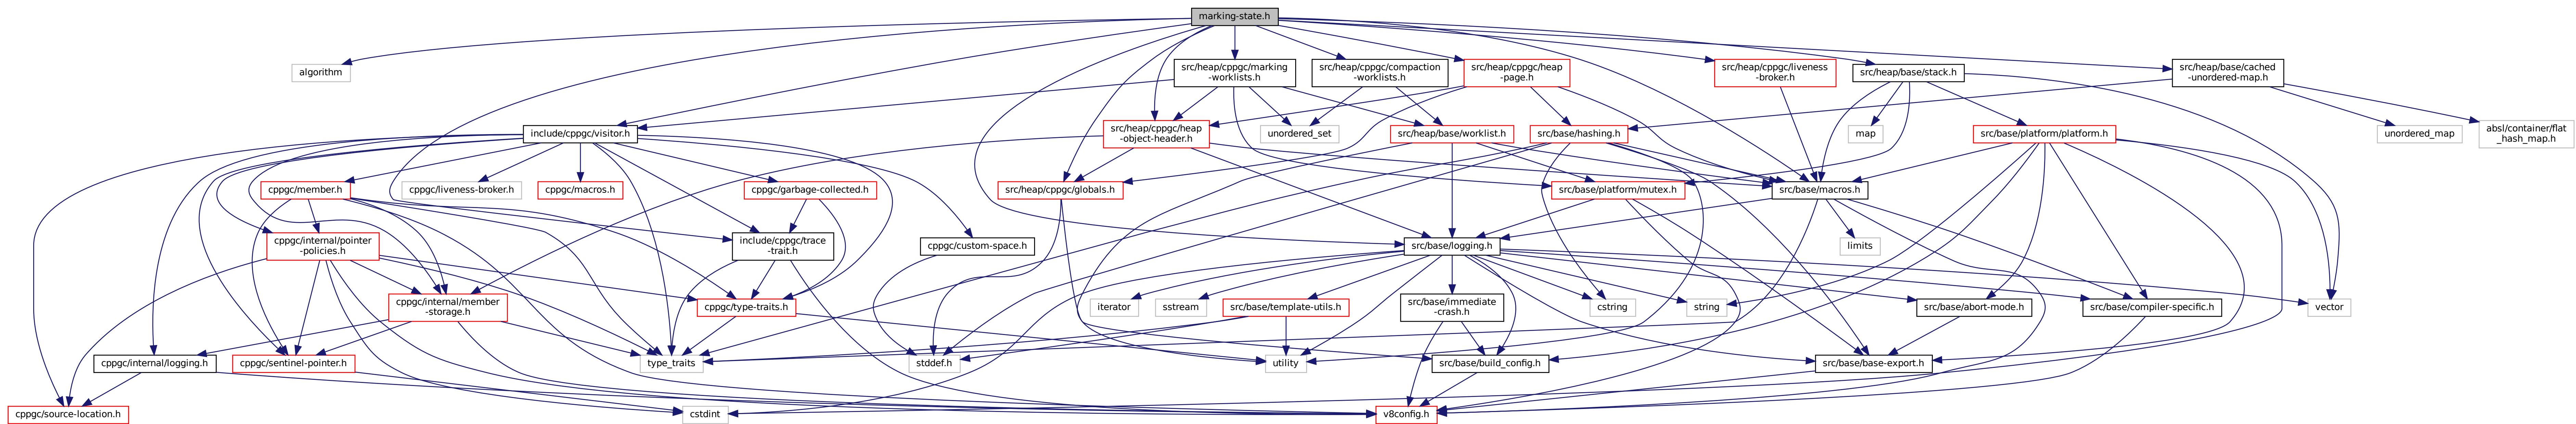 marking-state.h
algorithm
src/heap/cppgc/marking
-worklists.h
src/heap/cppgc/compaction
-worklists.h
src/heap/cppgc/heap
-page.h
src/heap/cppgc/liveness
-broker.h
src/heap/base/stack.h
src/heap/base/cached
-unordered-map.h
include/cppgc/visitor.h
src/heap/cppgc/heap
-object-header.h
unordered_set
src/heap/base/worklist.h
src/base/hashing.h
map
src/base/platform/platform.h
unordered_map
absl/container/flat
_hash_map.h
cppgc/member.h
cppgc/liveness-broker.h
cppgc/macros.h
cppgc/garbage-collected.h
src/heap/cppgc/globals.h
src/base/platform/mutex.h
src/base/macros.h
cppgc/internal/pointer
-policies.h
include/cppgc/trace
-trait.h
cppgc/custom-space.h
src/base/logging.h
limits
cppgc/internal/member
-storage.h
cppgc/type-traits.h
iterator
sstream
src/base/template-utils.h
src/base/immediate
-crash.h
cstring
string
src/base/abort-mode.h
src/base/compiler-specific.h
vector
cppgc/internal/logging.h
cppgc/sentinel-pointer.h
type_traits
stddef.h
utility
src/base/build_config.h
src/base/base-export.h
cppgc/source-location.h
cstdint
v8config.h